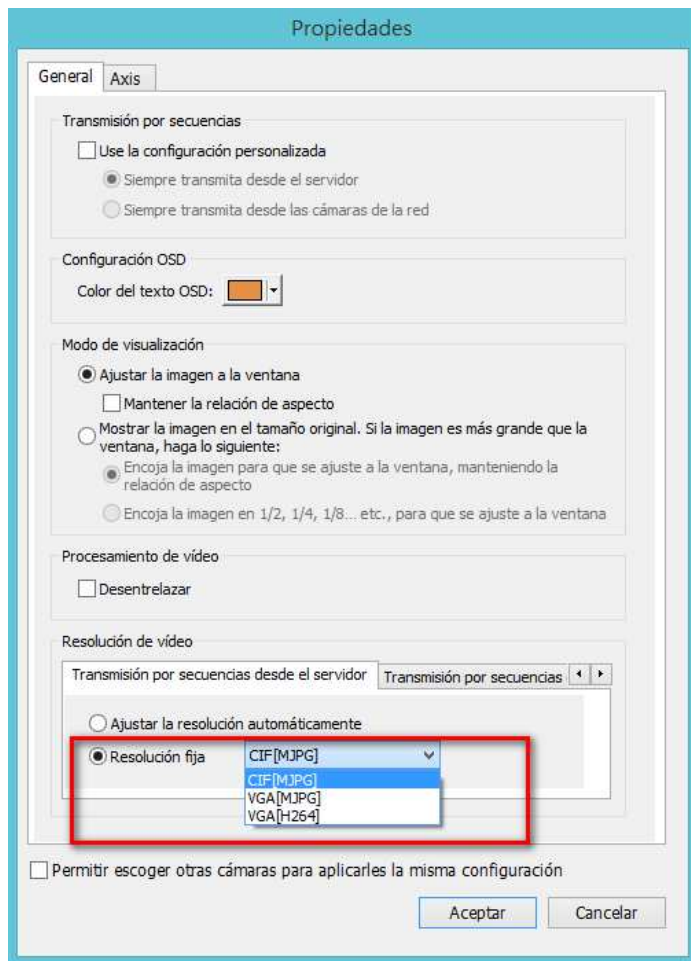 Propiedades
General Axis
Transmisión por secuencias
Use la configuración personalizada
Siempre transmita desde el servidor
Siempre transmita desde las cámaras de la red
Configuración OSD
Color del texto OSD:
Modo de visualización
Ajustar la imagen a la ventana
Mantener la relación de aspecto
Mostrar la imagen en el tamaño original. Si la imagen es más grande que la
ventana, haga lo siguiente:
Encoja la imagen para que se ajuste a la ventana, manteniendo la
relación de aspecto
Encoja la imagen en 1/2, 1/4, 1/8... etc., para que se ajuste a la ventana
Procesamiento de vídeo
Desentrelazar
Resolución de vídeo
Transmisión por secuencias desde el servidor Transmisión por secuencias
Ajustar la resolución automáticamente
Resolución fija CIF[MJPG]
CIF[MJPG]
VGA[MJPG]
VGA[H264]
Permitir escoger otras cámaras para aplicarles la misma configuración
Aceptar Cancelar